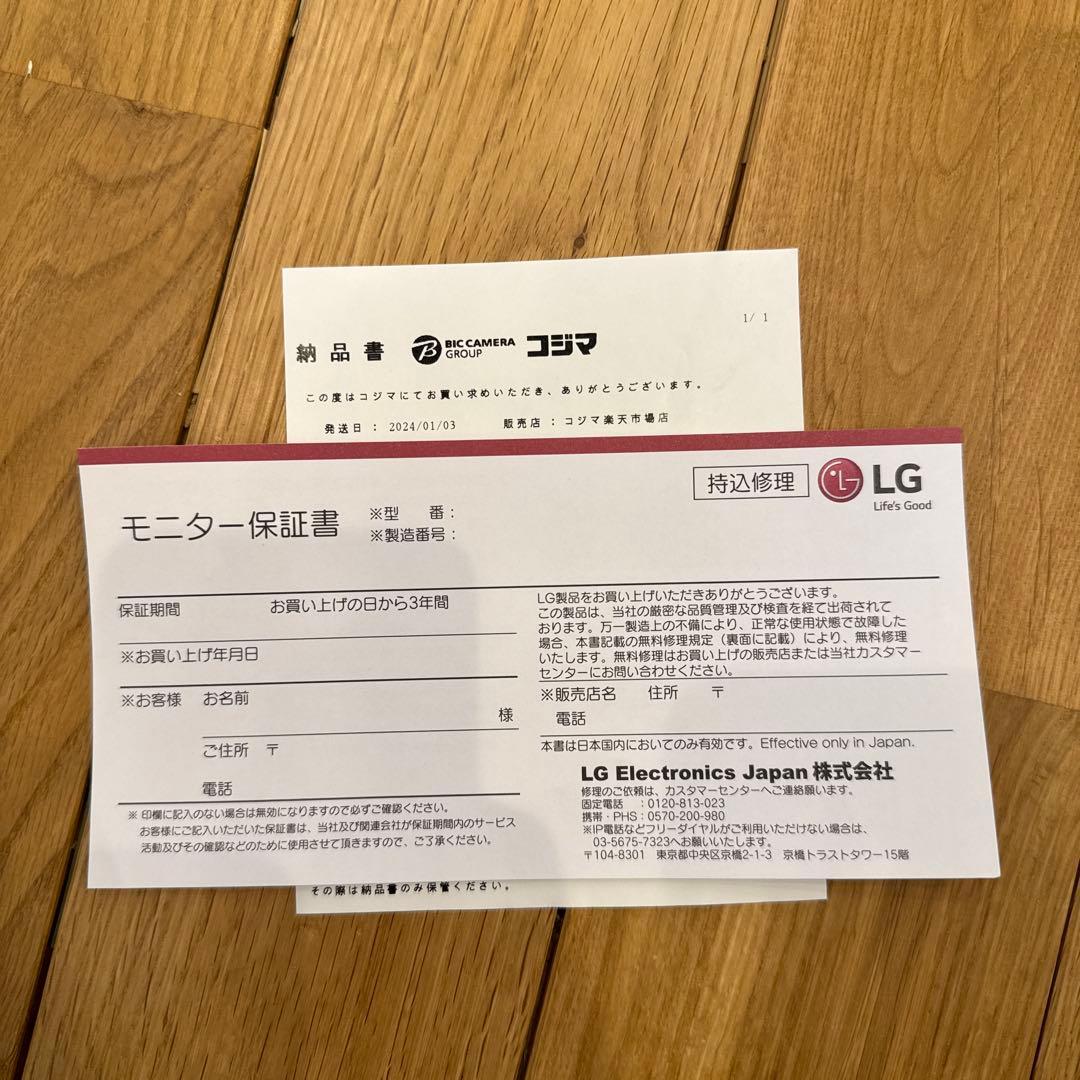 1/ 1
納品書 BIC CAMERA GROUP コジマ
この度はコジマにてお買い求めいただき、ありがとうございます。
発送日 : 2024/01/03 販売店 : コジマ楽天市場店
持込修理 LG
Life's Good
モニター保証書
※型 番:
※製造番号:
保証期間 お買い上げの日から3年間
※お買い上げ年月日
※お客様 お名前
様
ご住所 〒
電話
※ 印欄に記入のない場合は無効になりますので必ずご確認ください。
お客様にご記入いただいた保証書は、当社及び関連会社が保証期間内のサービス
活動及びその確認などのために使用させて頂きますので、ご了承ください。
LG製品をお買い上げいただきありがとうございます。
この製品は、当社の厳密な品質管理及び検査を経て出荷されて
おります。万一製造上の不備により、正常な使用状態で故障した
場合、本書記載の無料修理規定(裏面に記載)により、無料修理
いたします。無料修理はお買い上げの販売店または当社カスタマー
センターにお問い合わせください。
※販売店名 住所 〒
電話
本書は日本国内においてのみ有効です。Effective only in Japan.
LG Electronics Japan 株式会社
修理のご依頼は、カスタマーセンターへご連絡願います。
固定電話 :0120-813-023
携帯・PHS:0570-200-980
※IP電話などフリーダイヤルがご利用いただけない場合は、
03-5675-7323へお願いいたします。
〒104-8301 東京都中央区京橋2-1-3 京橋トラストタワー15階
その際は納品書のみ保管ください。